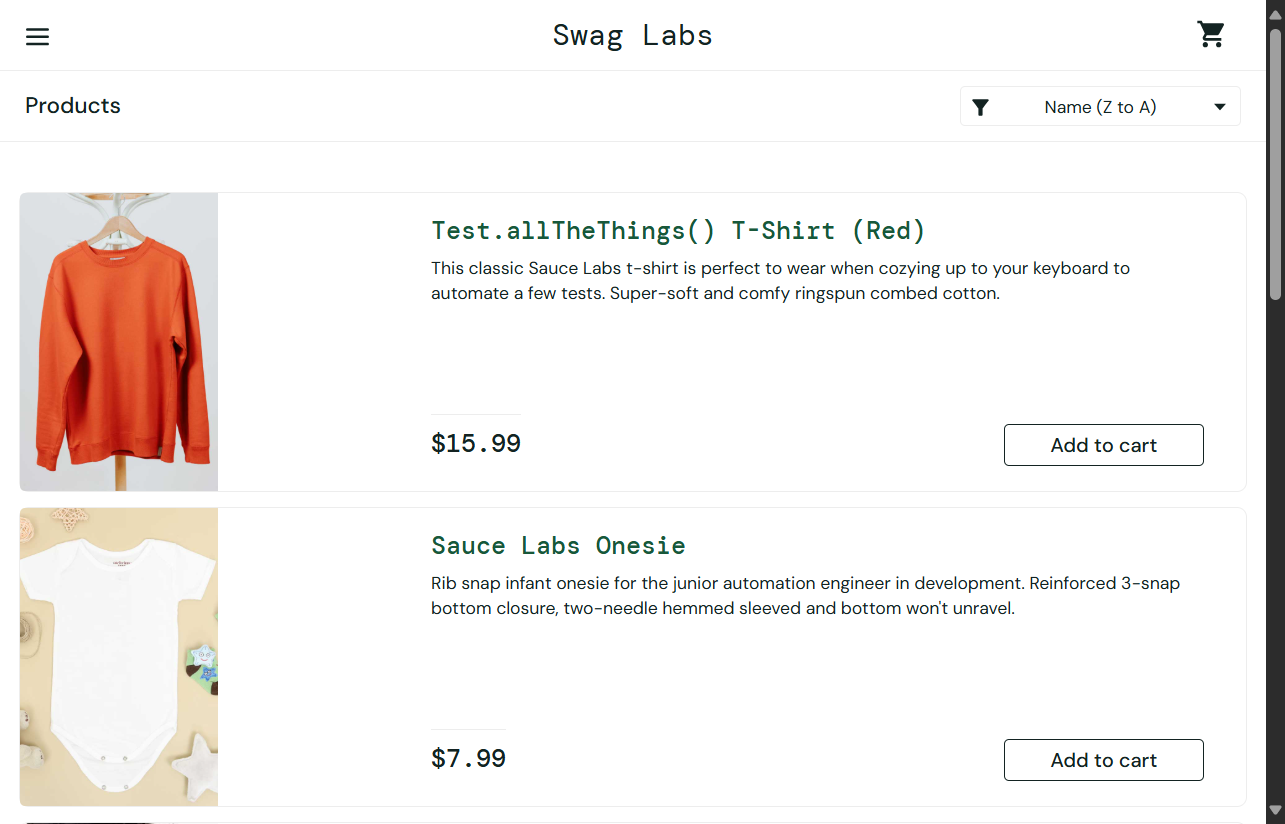 Swag Labs
Products
Name (Z to A)
Test.allTheThings() T-Shirt (Red)
This classic Sauce Labs t-shirt is perfect to wear when cozying up to your keyboard to
automate a few tests. Super-soft and comfy ringspun combed cotton.
$15.99
Add to cart
Sauce Labs Onesie
Rib snap infant onesie for the junior automation engineer in development. Reinforced 3-snap
bottom closure, two-needle hemmed sleeved and bottom won't unravel.
$7.99
Add to cart